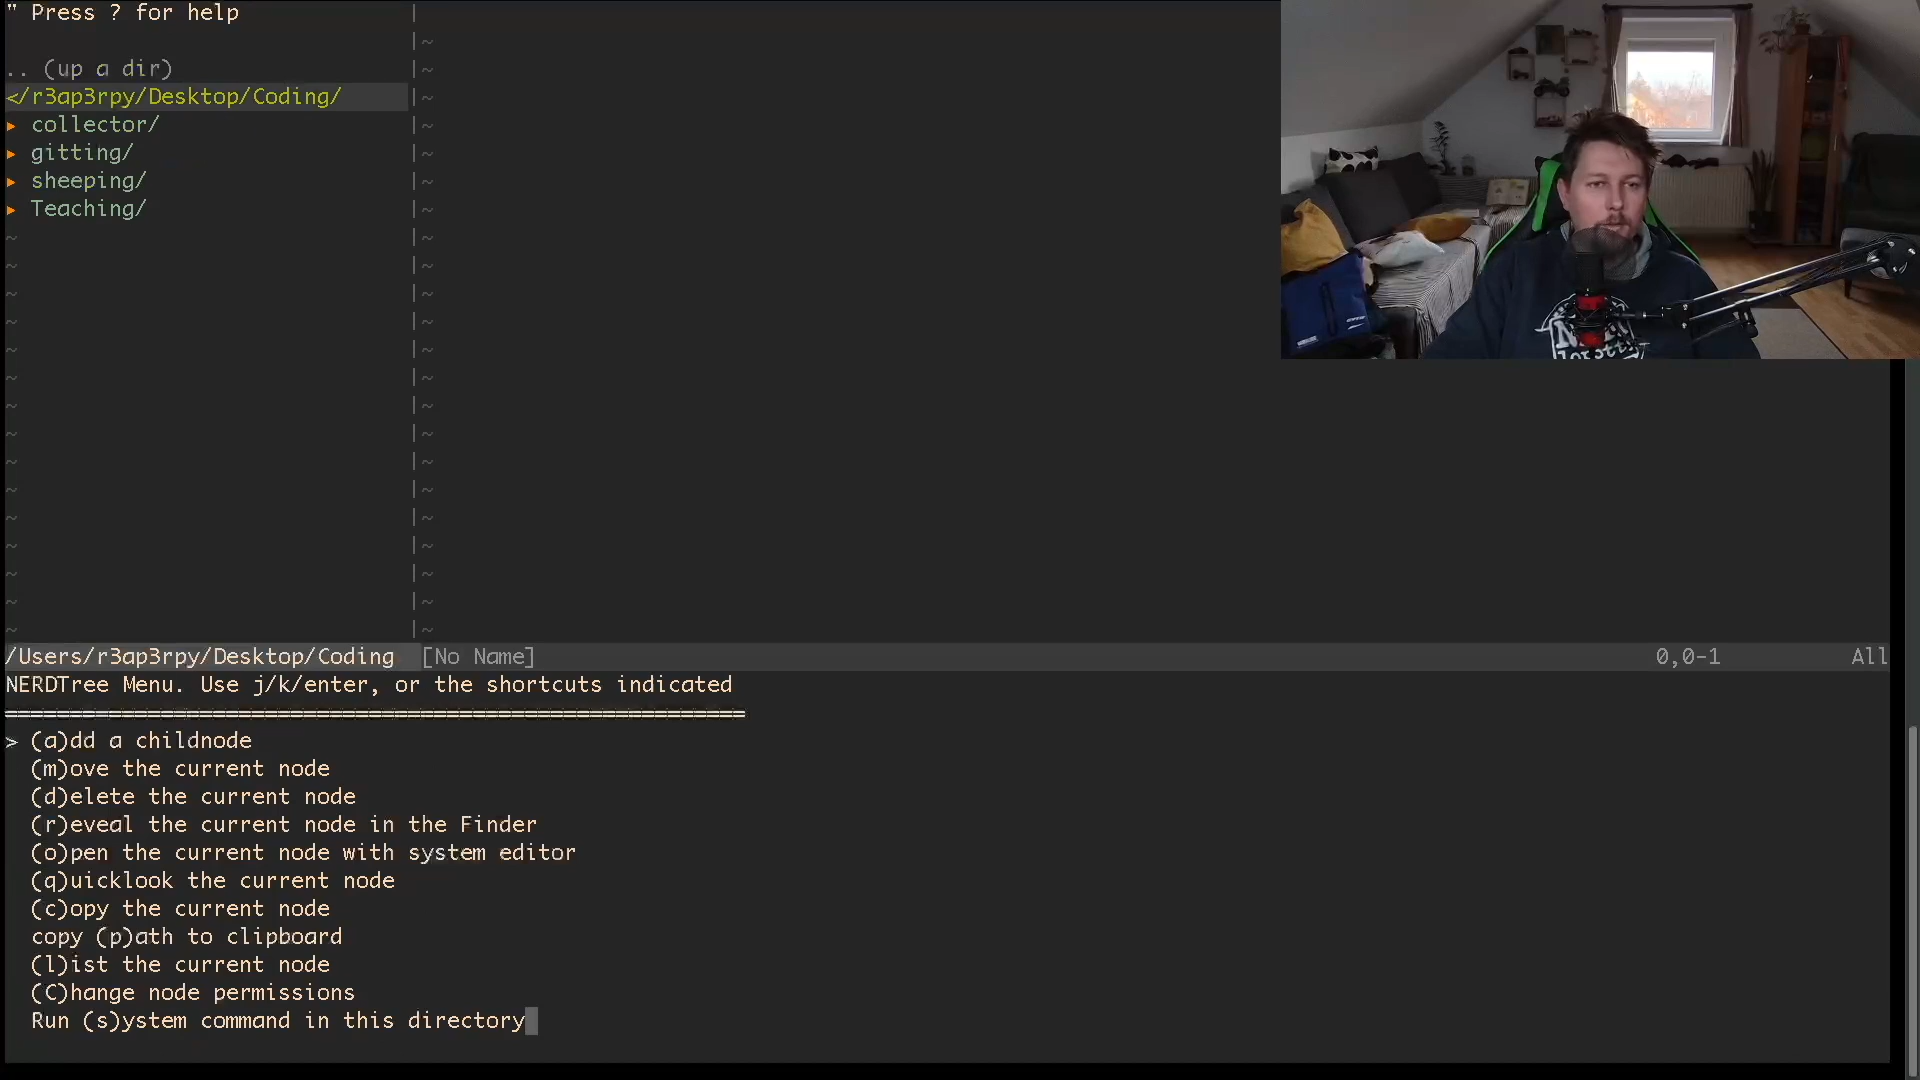 " Press ? for help
.. (up a dir)
</r3ap3rpy/Desktop/Coding/
▸ collector/
▸ gitting/
▸ sheeping/
▸ Teaching/
/Users/r3ap3rpy/Desktop/Coding [No Name] 0,0-1 All
NERDTree Menu. Use j/k/enter, or the shortcuts indicated
=========================================================
> (a)dd a childnode
(m)ove the current node
(d)elete the current node
(r)eveal the current node in the Finder
(o)pen the current node with system editor
(q)uicklook the current node
(c)opy the current node
copy (p)ath to clipboard
(l)ist the current node
(C)hange node permissions
Run (s)ystem command in this directory